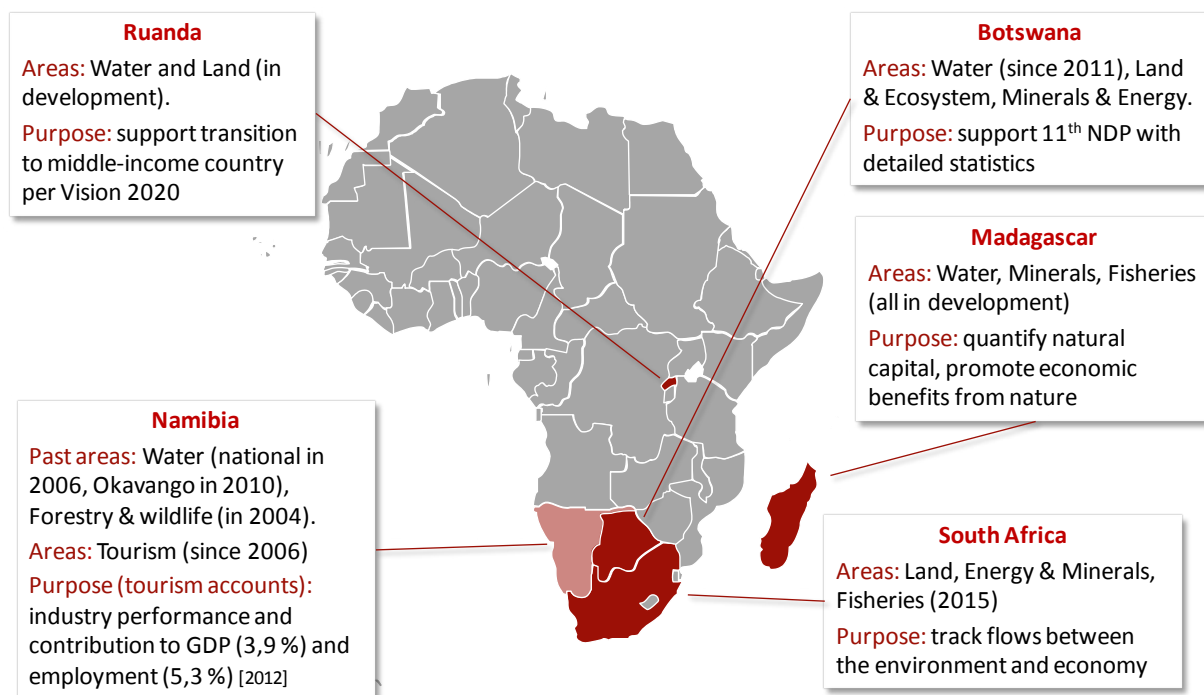 Ruanda
Areas: Water and Land (in
development).
Purpose: support transition
to middle-income country
per Vision 2020
Botswana
Areas: Water (since 2011), Land
& Ecosystem, Minerals & Energy.
Purpose: support 11th NDP with
detailed statistics
Madagascar
Areas: Water, Minerals, Fisheries
(all in development)
Purpose: quantify natural
capital, promote economic
benefits from nature
Namibia
Past areas: Water (national in
2006, Okavango in 2010),
Forestry & wildlife (in 2004).
Areas: Tourism (since 2006)
Purpose (tourism accounts):
industry performance and
contribution to GDP (3,9 %) and
employment (5,3 %) [2012]
South Africa
Areas: Land, Energy & Minerals,
Fisheries (2015)
Purpose: track flows between
the environment and economy